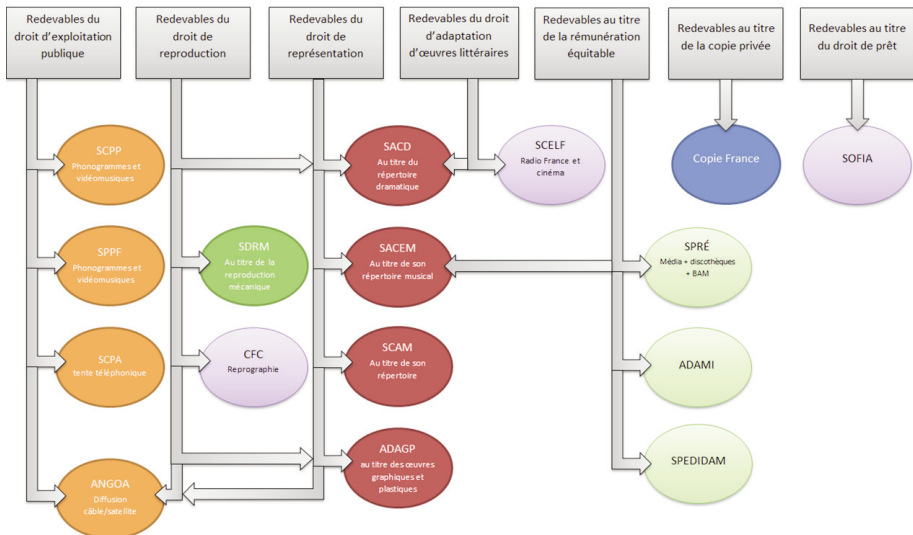 Redevables du
droit d'exploitation
publique
Redevables du
droit de
reproduction
Redevables du
droit de
représentation
Redevables du droit
d'adaptation
d'œuvres littéraires
Redevables au titre
de la rémunération
équitable
Redevables au titre
de la copie privée
Redevables au titre
du droit de prêt
SCPP
Phonogrammes et
vidéomusiques
SACD
Au titre du
répertoire
dramatique
SCELF
Radio France et
cinéma
Copie France
SOFIA
SPPF
Phonogrammes et
vidéomusiques
SDRM
Au titre de la
reproduction
mécanique
SACEM
Au titre de son
répertoire musical
SPRÉ
Média + discothèques
+ BAM
SCPA
tente téléphonique
CFC
Reprographie
SCAM
Au titre de son
répertoire
ADAMI
ANGOA
Diffusion
câble/satellite
ADAGP
au titre des œuvres
graphiques et
plastiques
SPEDIDAM